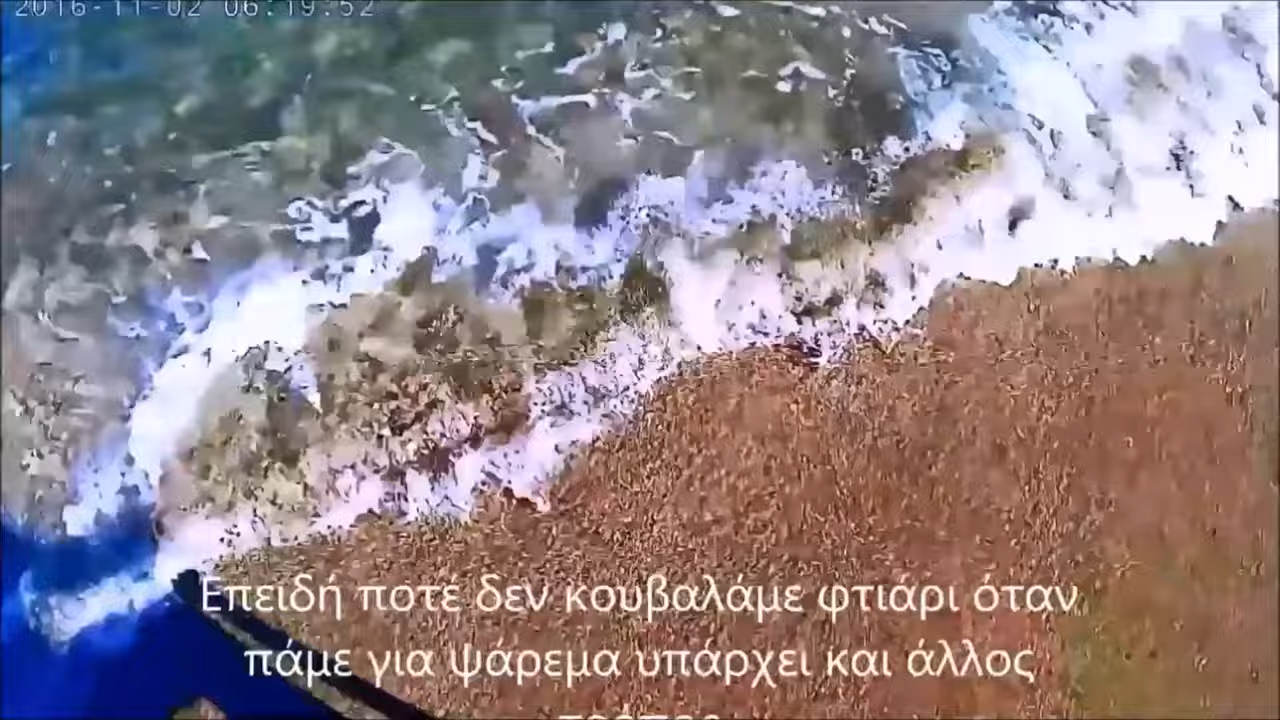 2016-11-02 06:19:52
Επειδή ποτέ δεν κουβαλάμε φτιάρι όταν
πάμε για ψάρεμα υπάρχει και άλλος